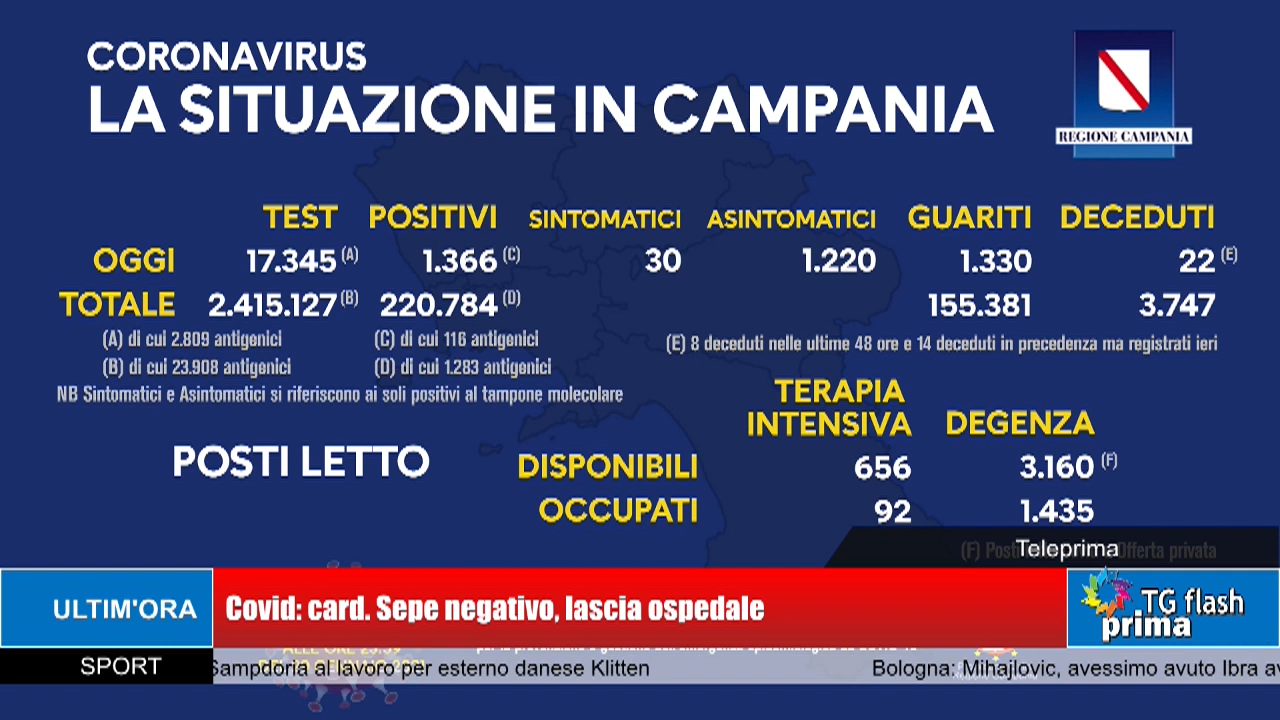 CORONAVIRUS
LA SITUAZIONE IN CAMPANIA
REGIONE CAMPANIA
TEST POSITIVI SINTOMATICI ASINTOMATICI GUARITI DECEDUTI
OGGI 17.345 (A) 1.366 (C) 30 1.220 1.330 22 (E)
TOTALE 2.415.127 (B) 220.784 (D) 155.381 3.747
(A) di cui 2.809 antigenici (C) di cui 116 antigenici (E) 8 deceduti nelle ultime 48 ore e 14 deceduti in precedenza ma registrati ieri
(B) di cui 23.908 antigenici (D) di cui 1.283 antigenici
NB Sintomatici e Asintomatici si riferiscono ai soli positivi al tampone molecolare
TERAPIA
INTENSIVA DEGENZA
POSTI LETTO DISPONIBILI 656 3.160 (F)
OCCUPATI 92 1.435
(F) Offerta privata
Teleprima
ULTIM'ORA Covid: card. Sepe negativo, lascia ospedale TG flash
prima
ALLE ORE 23.59
SPORT Sampdoria al lavoro per esterno danese Klitten Bologna: Mihajlovic, avessimo avuto Ibra